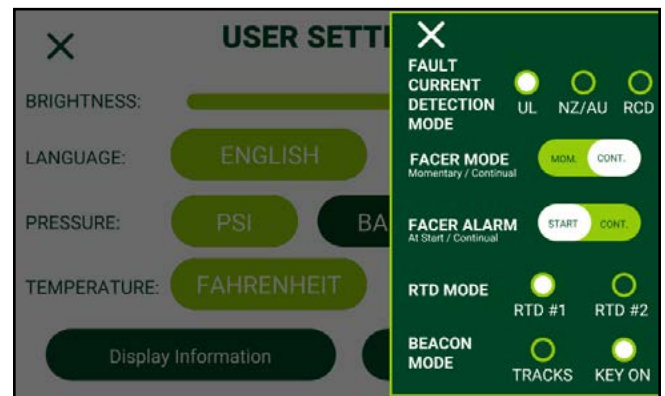 USER SETTI
BRIGHTNESS:
LANGUAGE: ENGLISH
PRESSURE: PSI BA
TEMPERATURE: FAHRENHEIT
Display Information
FAULT
CURRENT
DETECTION
MODE
UL NZ/AU RCD
FACER MODE
Momentary / Continual
MOM. CONT.
FACER ALARM
At Start / Continual
START CONT.
RTD MODE
RTD #1 RTD #2
BEACON
MODE
TRACKS KEY ON